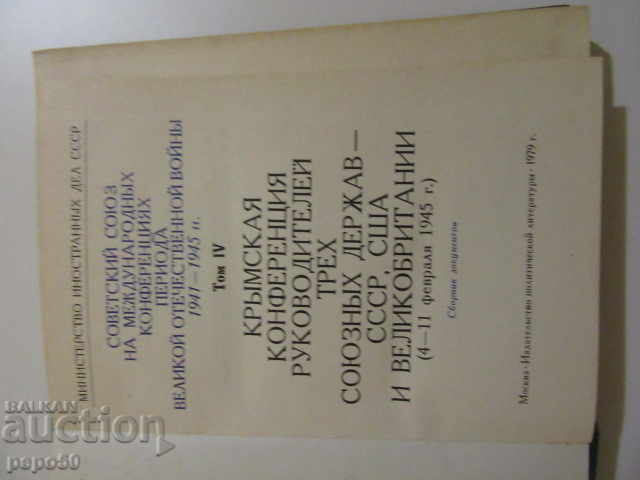 МИНИСТЕРСТВО ИНОСТРАННЫХ ДЕЛ СССР
СОВЕТСКИЙ СОЮЗ
НА МЕЖДУНАРОДНЫХ
КОНФЕРЕНЦИЯХ
ПЕРИОДА
ВЕЛИКОЙ ОТЕЧЕСТВЕННОЙ ВОЙНЫ
1941—1945 гг.
Том IV
КРЫМСКАЯ
КОНФЕРЕНЦИЯ
РУКОВОДИТЕЛЕЙ
ТРЕХ
СОЮЗНЫХ ДЕРЖАВ—
СССР, США
И ВЕЛИКОБРИТАНИИ
(4—11 февраля 1945 г.)
Сборник документов
Москва · Издательство политической литературы · 1979 г.
БАЛКАН
auction
papo50